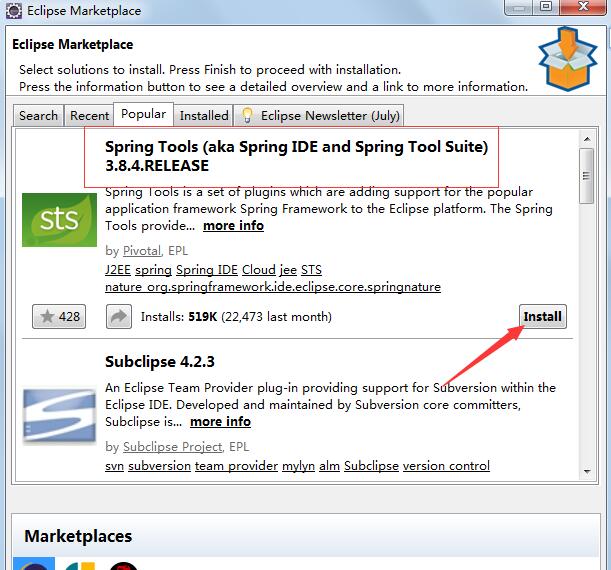 Eclipse Marketplace
Eclipse Marketplace
Select solutions to install. Press Finish to proceed with installation.
Press the information button to see a detailed overview and a link to more information.
Search Recent Popular Installed Eclipse Newsletter (July)
Spring Tools (aka Spring IDE and Spring Tool Suite)
3.8.4.RELEASE
Spring Tools is a set of plugins which are adding support for the popular
application framework Spring Framework to the Eclipse platform. The Spring
Tools provide... more info
sts
by Pivotal, EPL
J2EE spring Spring IDE Cloud jee STS
nature_org.springframework.ide.eclipse.core.springnature
428 Installs: 519K (22,473 last month) Install
Subclipse 4.2.3
An Eclipse Team Provider plug-in providing support for Subversion within the
Eclipse IDE. Developed and maintained by Subversion core committers,
Subclipse is... more info
by Subclipse Project, EPL
svn subversion team provider mylyn alm Subclipse version control
Marketplaces